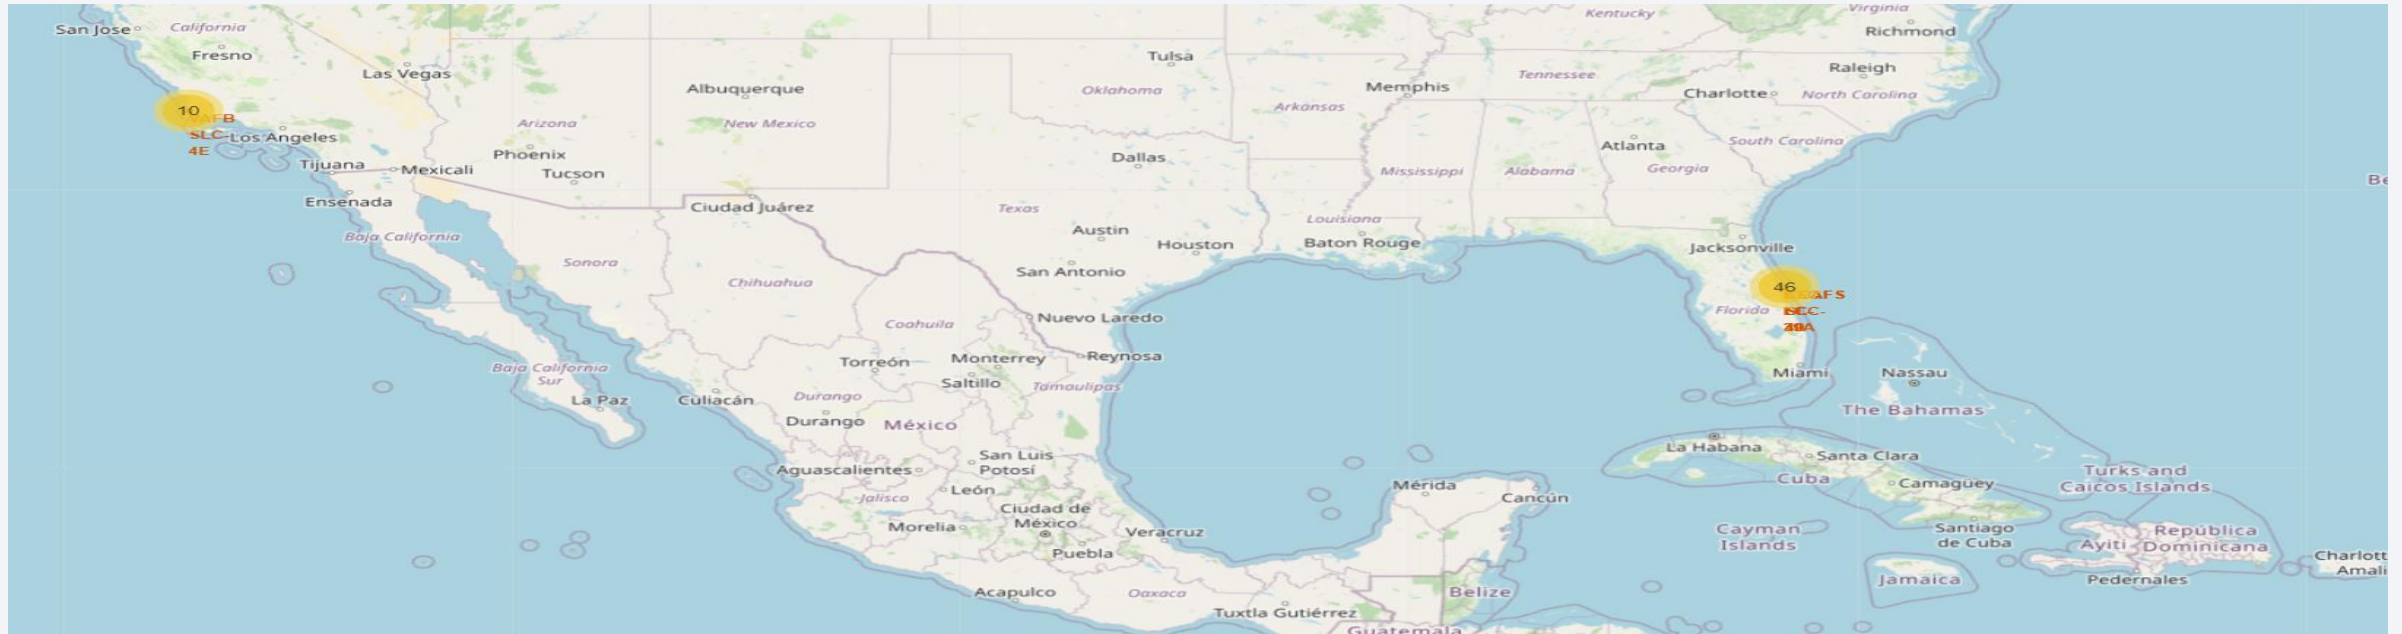 San Jose
California
Fresno
Las Vegas
Albuquerque
Tulsa
Kentucky
Virginia
Richmond
Raleigh
Oklahoma
Memphis
Tennessee
Charlotte
North Carolina
Arkansas
10
VAFB
SLC-
4E
Los Angeles
Arizona
New Mexico
Phoenix
Tucson
Dallas
Atlanta
South Carolina
Mississippi
Alabama
Georgia
Tijuana
Mexicali
Ensenada
Ciudad Juárez
Texas
Louisiana
Baton Rouge
Austin
Houston
Jacksonville
Baja California
Sonora
Chihuahua
San Antonio
46
Florida
Coahuila
Nuevo Laredo
Torreón
Monterrey
Reynosa
Saltillo
Tamaulipas
Miami
Nassau
The Bahamas
Baja California
Sur
La Paz
Culiacán
Durango
Durango
México
Aguascalientes
San Luis
Potosí
León
Jalisco
Ciudad de
México
Morelia
Veracruz
Puebla
Mérida
Cancún
La Habana
Santa Clara
Cuba
Camagüey
Turks and
Caicos Islands
Cayman
Islands
Santiago
de Cuba
Ayiti
República
Dominicana
Jamaica
Pedernales
Charlott
Amali
Acapulco
Oaxaca
Tuxtla Gutiérrez
Belize
Guatemala